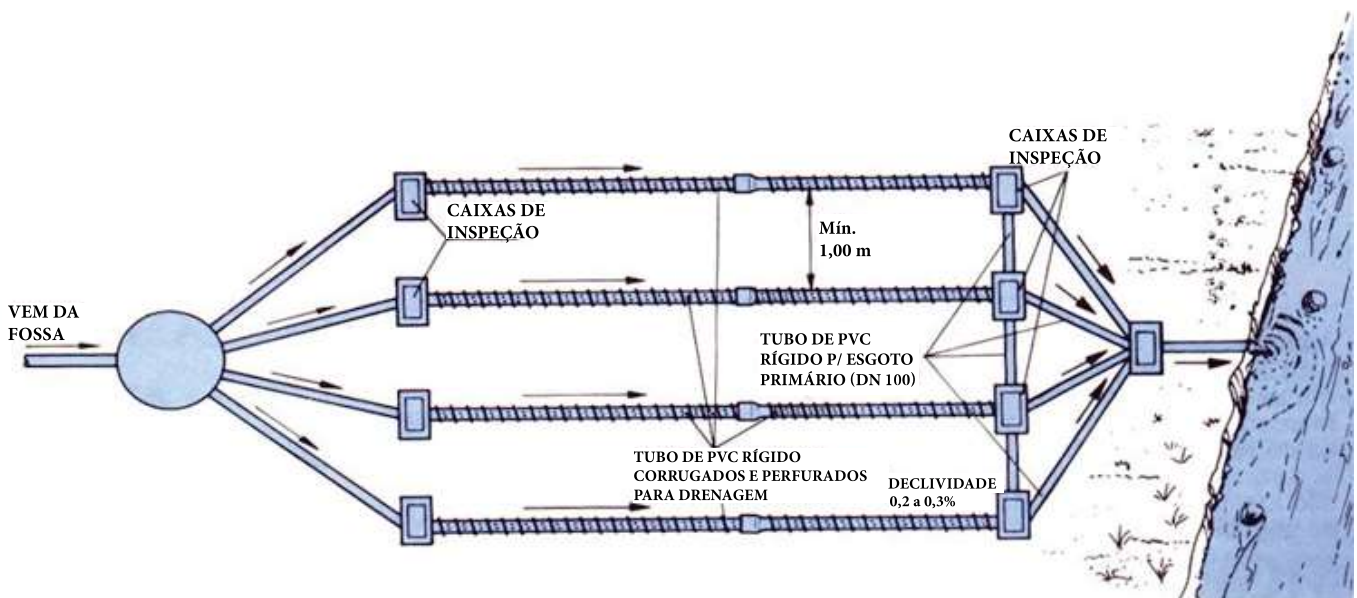 CAIXAS DE
INSPEÇÃO
CAIXAS DE
INSPEÇÃO
Mín.
1,00 m
VEM DA
FOSSA
TUBO DE PVC
RÍGIDO P/ ESGOTO
PRIMÁRIO (DN 100)
TUBO DE PVC RÍGIDO
CORRUGADOS E PERFURADOS
PARA DRENAGEM
DECLIVIDADE
0,2 a 0,3%